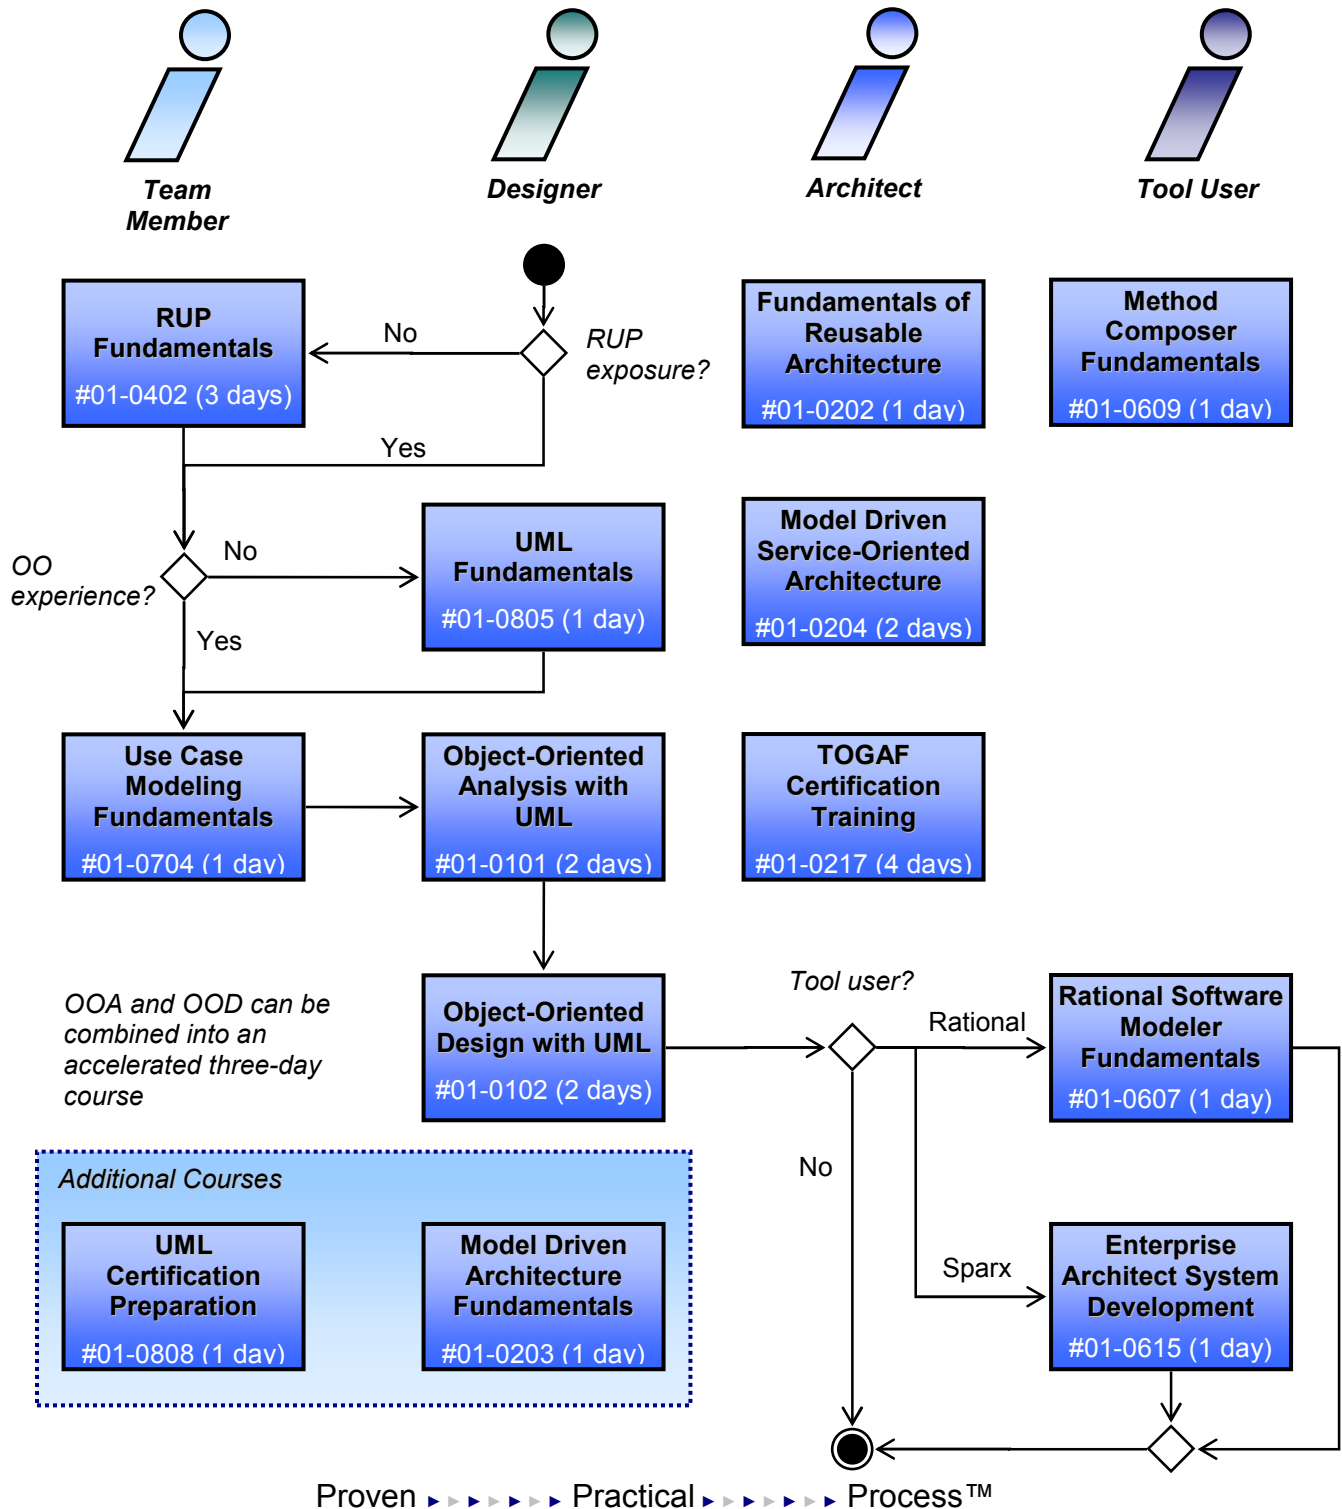 Team
Member
Designer
Architect
Tool User
RUP
Fundamentals
#01-0402 (3 days)
No
RUP
exposure?
Yes
Fundamentals of
Reusable
Architecture
#01-0202 (1 day)
Method
Composer
Fundamentals
#01-0609 (1 day)
OO
experience?
No
Yes
UML
Fundamentals
#01-0805 (1 day)
Model Driven
Service-Oriented
Architecture
#01-0204 (2 days)
Use Case
Modeling
Fundamentals
#01-0704 (1 day)
Object-Oriented
Analysis with
UML
#01-0101 (2 days)
TOGAF
Certification
Training
#01-0217 (4 days)
OOA and OOD can be
combined into an
accelerated three-day
course
Object-Oriented
Design with UML
#01-0102 (2 days)
Tool user?
Rational
No
Sparx
Rational Software
Modeler
Fundamentals
#01-0607 (1 day)
Additional Courses
UML
Certification
Preparation
#01-0808 (1 day)
Model Driven
Architecture
Fundamentals
#01-0203 (1 day)
Enterprise
Architect System
Development
#01-0615 (1 day)
Proven Practical Process™